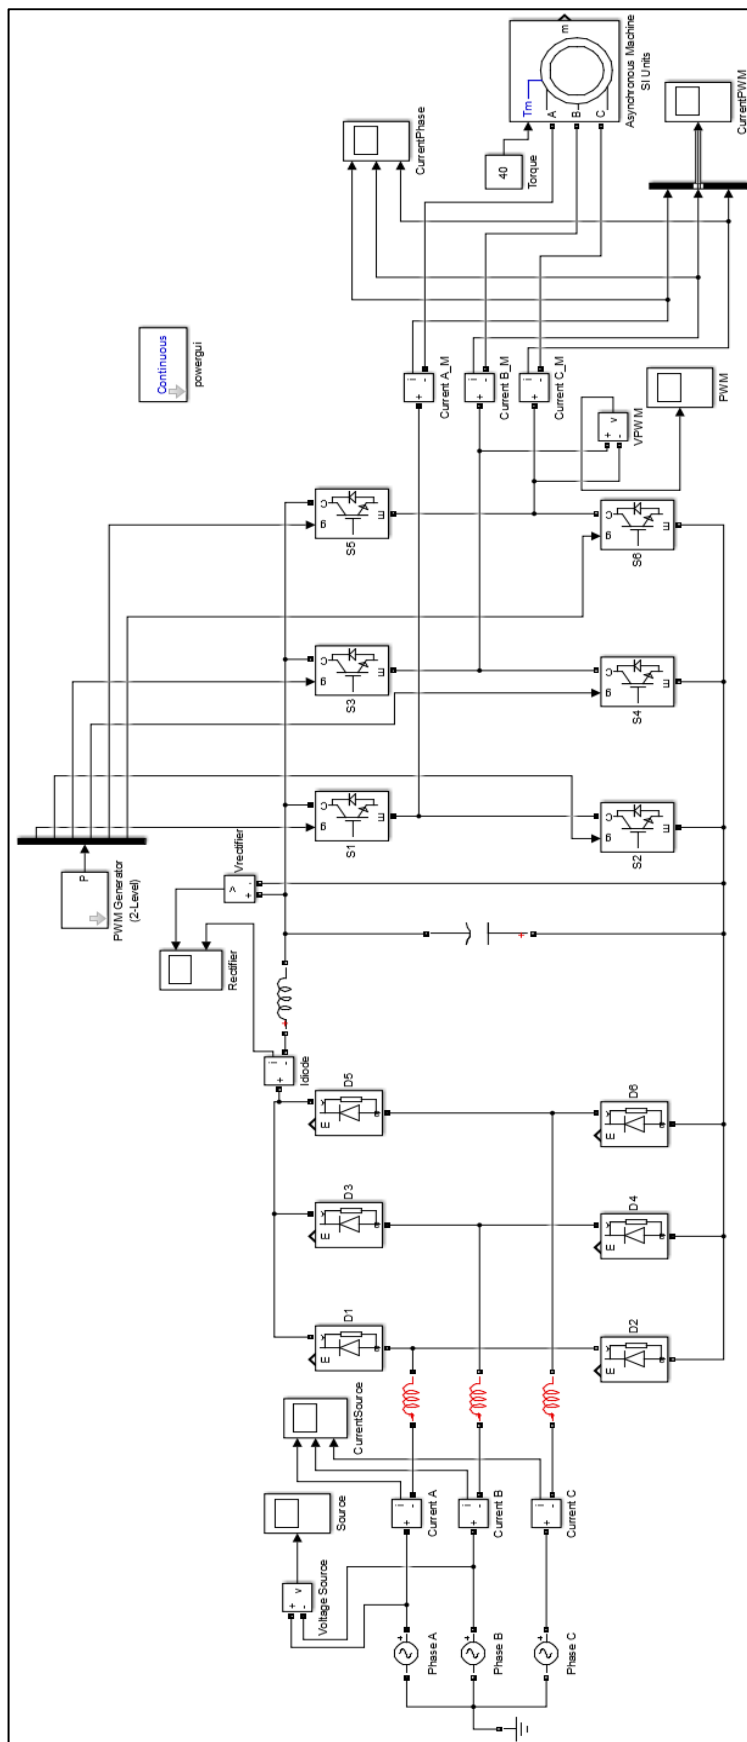 P
PWM Generator
(2-Level)
Continuous
powergui
Rectifier
+ v -
Vrectifier
Source
CurrentSource
+ i -
Idiode
+ v -
Voltage Source
D1
D3
D5
g C E
S1
g C E
S3
g C E
S5
CurrentPhase
Phase A
+ i -
Current A
+ i -
Current A_M
40
Torque
Tm
A
B
C
m
Asynchronous Machine
SI Units
Phase B
+ i -
Current B
+ i -
Current B_M
Phase C
+ i -
Current C
+ i -
Current C_M
+ v -
VPWM
D2
D4
D6
g C E
S2
g C E
S4
g C E
S6
PWM
CurrentPWM